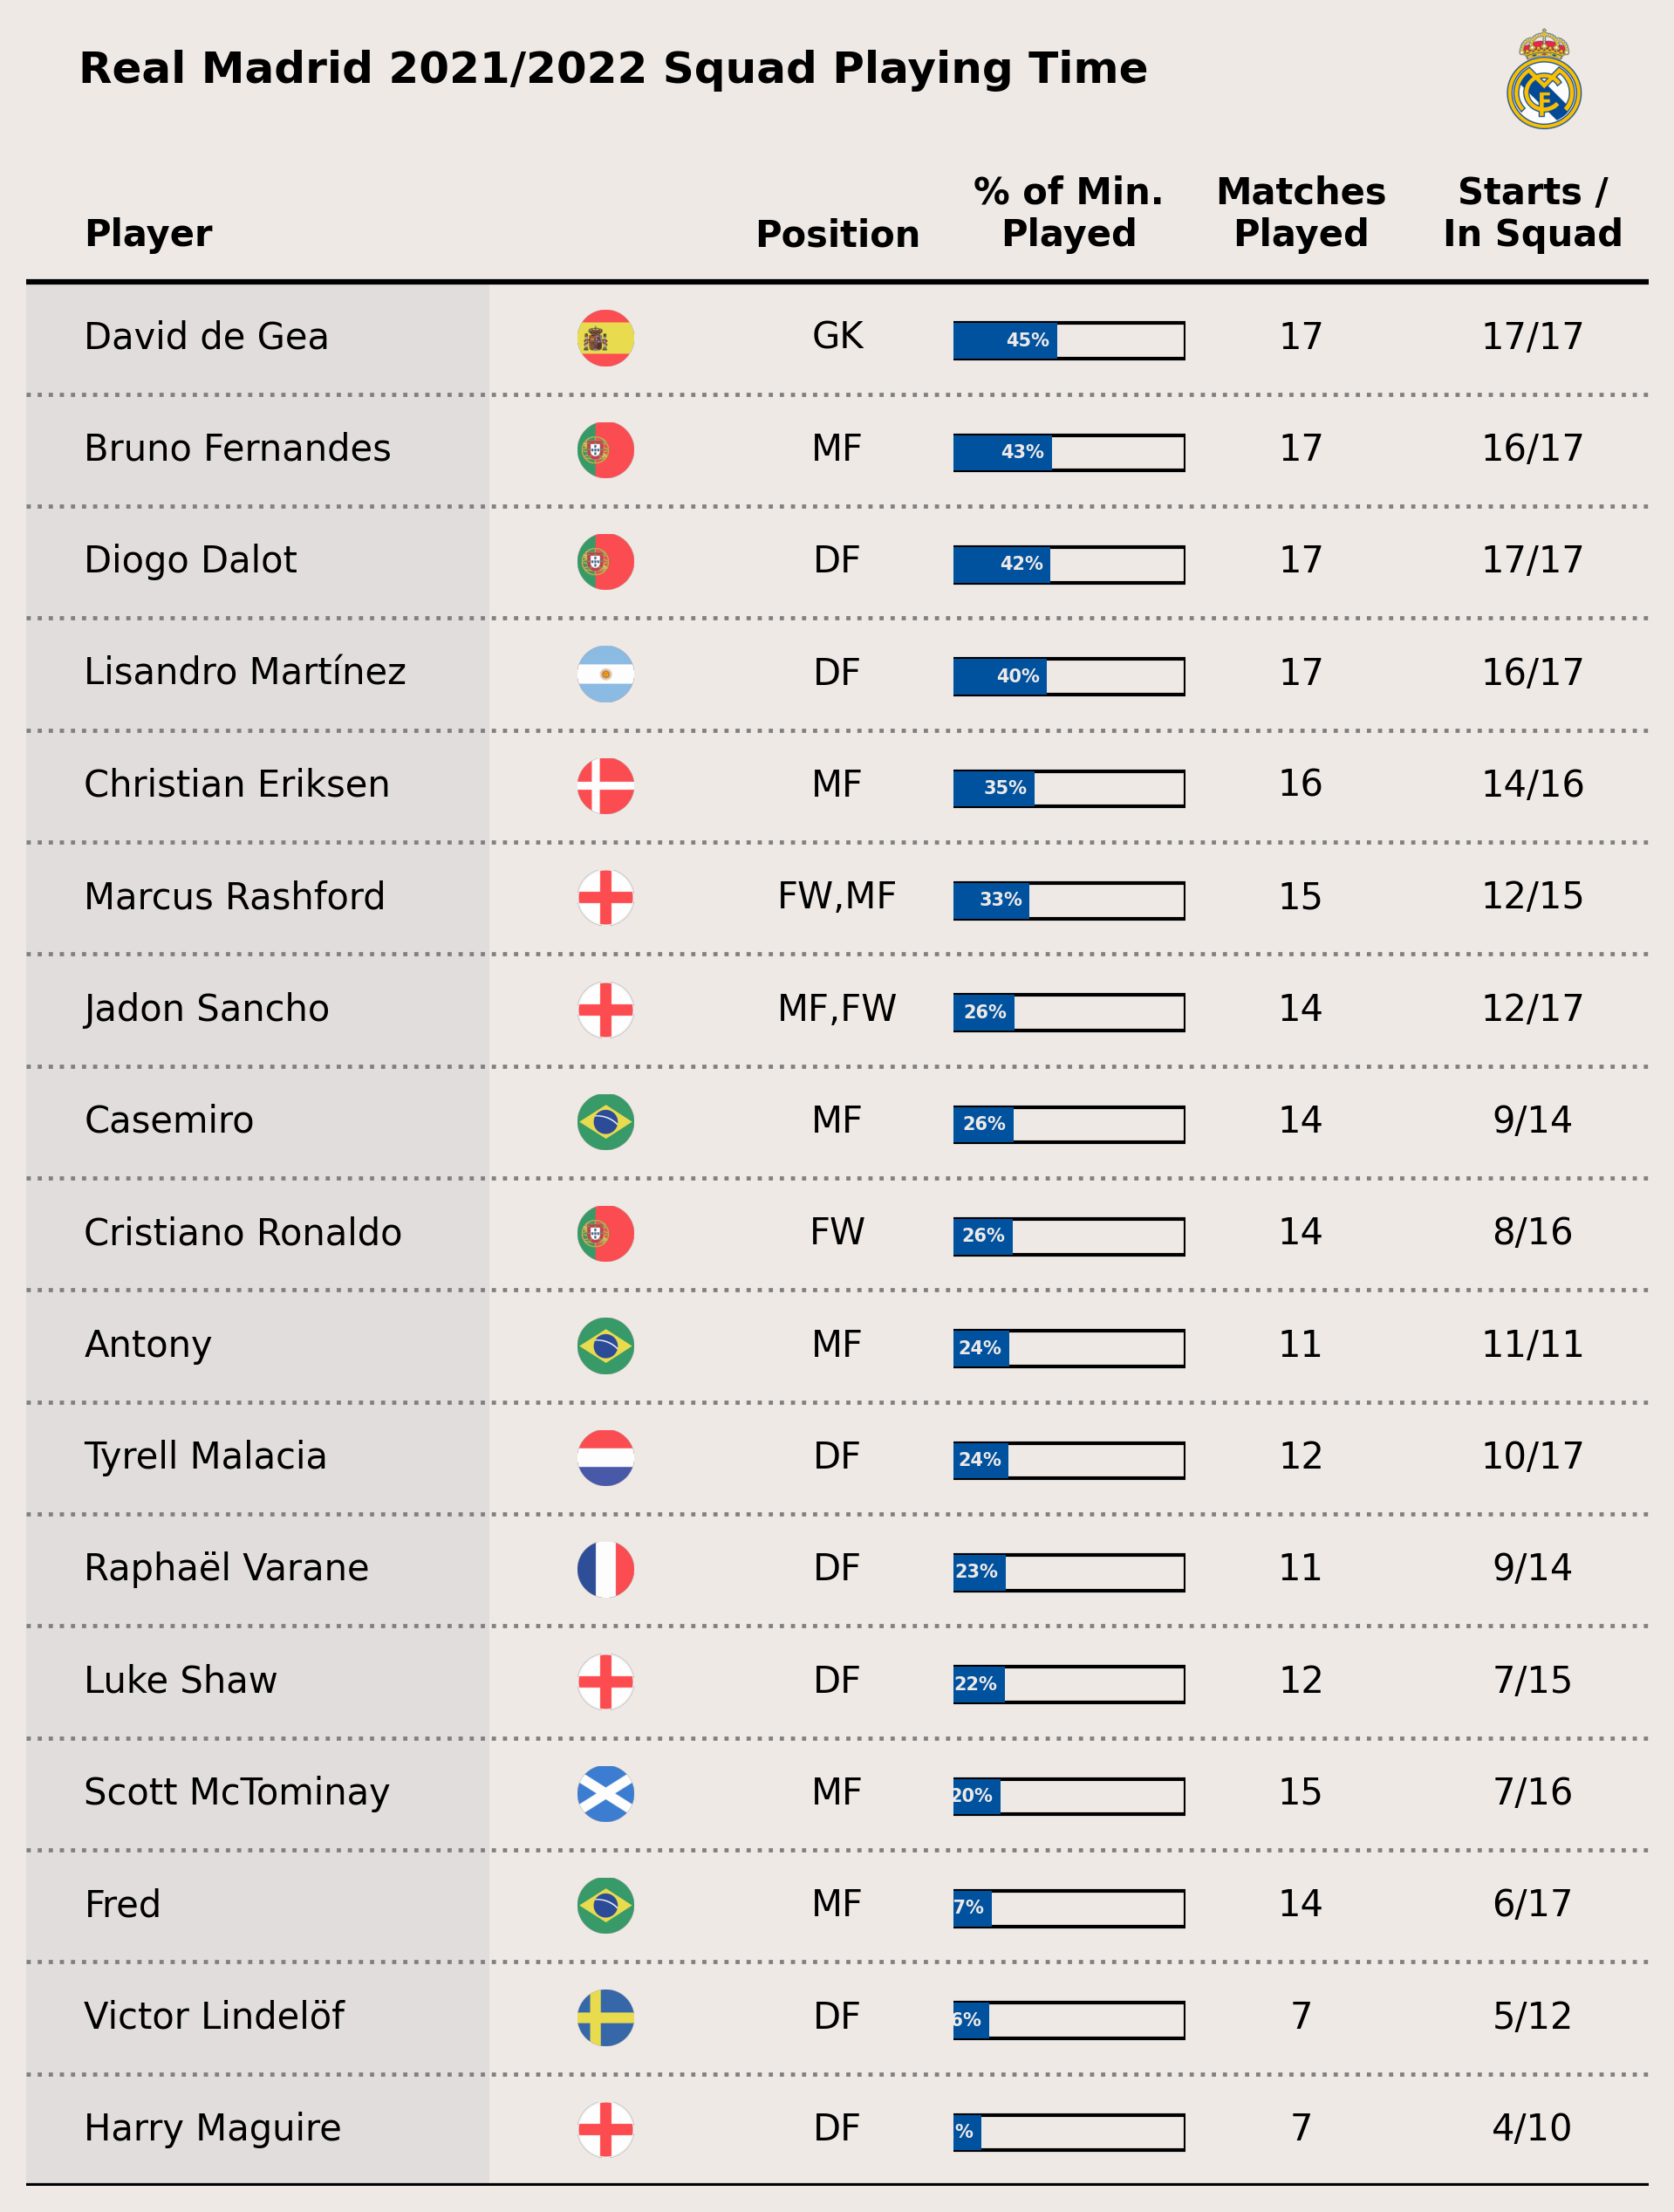 Real Madrid 2021/2022 Squad Playing Time
% of Min. Matches Starts /
Player Position Played Played In Squad
David de Gea GK 45% 17 17/17
Bruno Fernandes MF 43% 17 16/17
Diogo Dalot DF 42% 17 17/17
Lisandro Martínez DF 40% 17 16/17
Christian Eriksen MF 35% 16 14/16
Marcus Rashford FW,MF 33% 15 12/15
Jadon Sancho MF,FW 26% 14 12/17
Casemiro MF 26% 14 9/14
Cristiano Ronaldo FW 26% 14 8/16
Antony MF 24% 11 11/11
Tyrell Malacia DF 24% 12 10/17
Raphaël Varane DF 23% 11 9/14
Luke Shaw DF 22% 12 7/15
Scott McTominay MF 20% 15 7/16
Fred MF 7% 14 6/17
Victor Lindelöf DF 6% 7 5/12
Harry Maguire DF % 7 4/10